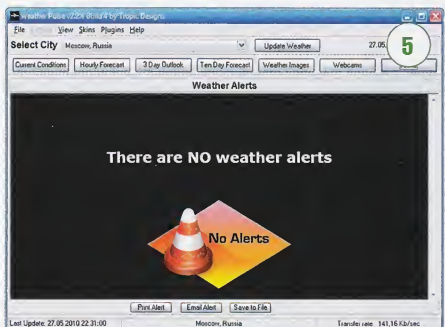 Weather Pulse v2.29 Build 4 by Tropic Designs
File View Skins Plugins Help
Select City Moscow, Russia Update Weather 27.05.
5
Current Conditions Hourly Forecast 3 Day Outlook Ten Day Forecast Weather Images Webcams
Weather Alerts
There are NO weather alerts
No Alerts
Print Alert Email Alert Save to File
Last Update: 27.05.2010 22:31:00 Moscow, Russia Transfer rate 141,16 Kb/sec